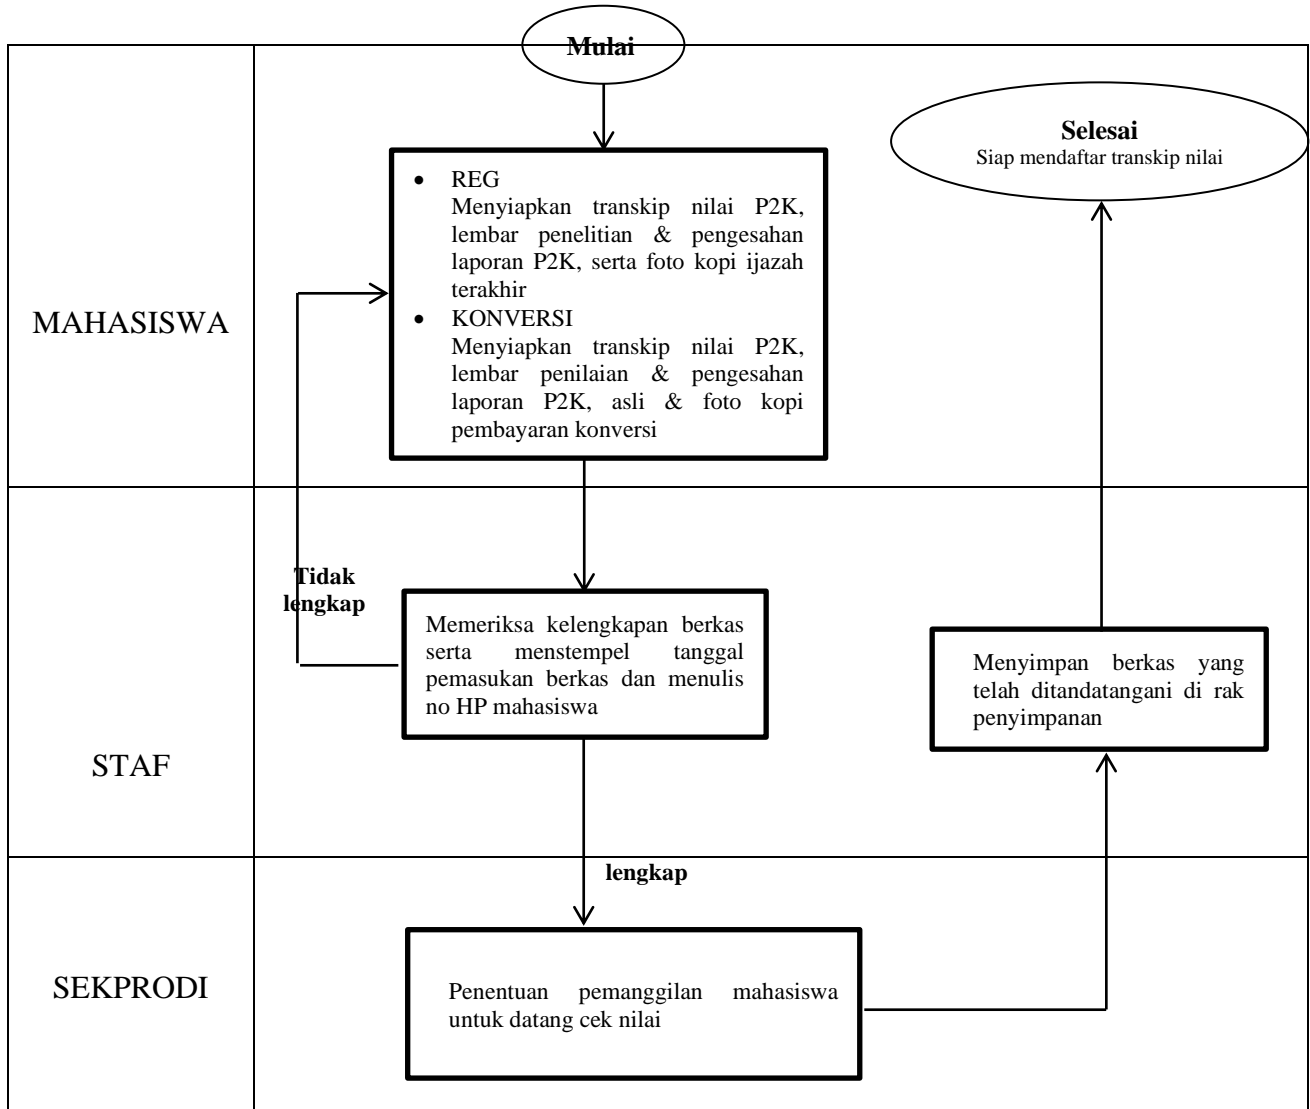 Mulai
Selesai
Siap mendaftar transkip nilai
MAHASISWA
• REG
Menyiapkan transkip nilai P2K,
lembar penelitian & pengesahan
laporan P2K, serta foto kopi ijazah
terakhir
• KONVERSI
Menyiapkan transkip nilai P2K,
lembar penilaian & pengesahan
laporan P2K, asli & foto kopi
pembayaran konversi
Tidak
lengkap
STAF
Memeriksa kelengkapan berkas
serta menstempel tanggal
pemasukan berkas dan menulis
no HP mahasiswa
Menyimpan berkas yang
telah ditandatangani di rak
penyimpanan
lengkap
SEKPRODI
Penentuan pemanggilan mahasiswa
untuk datang cek nilai